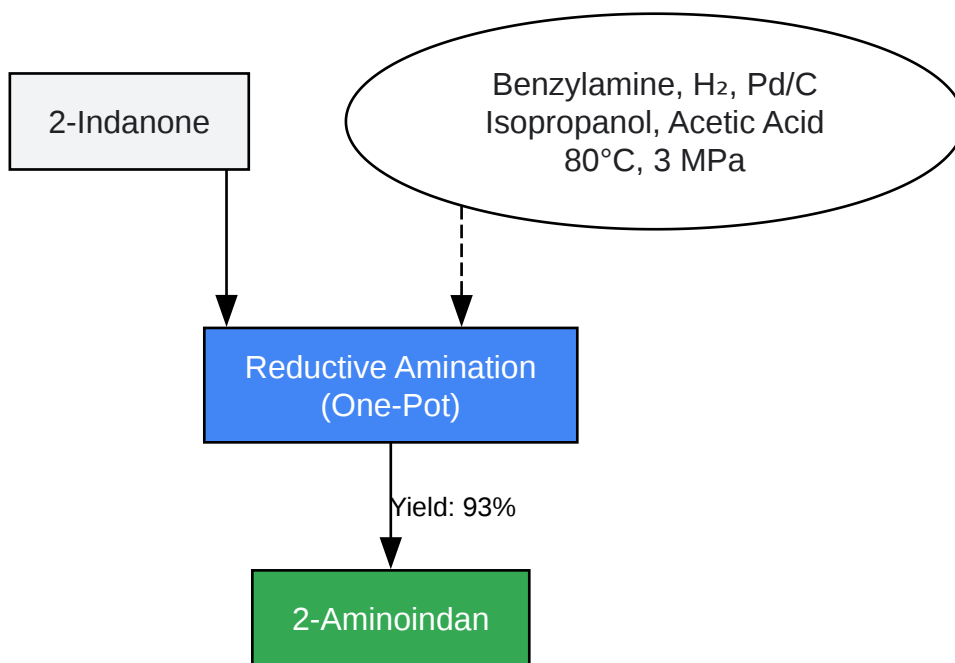 2-Indanone
Benzylamine, H₂, Pd/C
Isopropanol, Acetic Acid
80°C, 3 MPa
Reductive Amination
(One-Pot)
Yield: 93%
2-Aminoindan